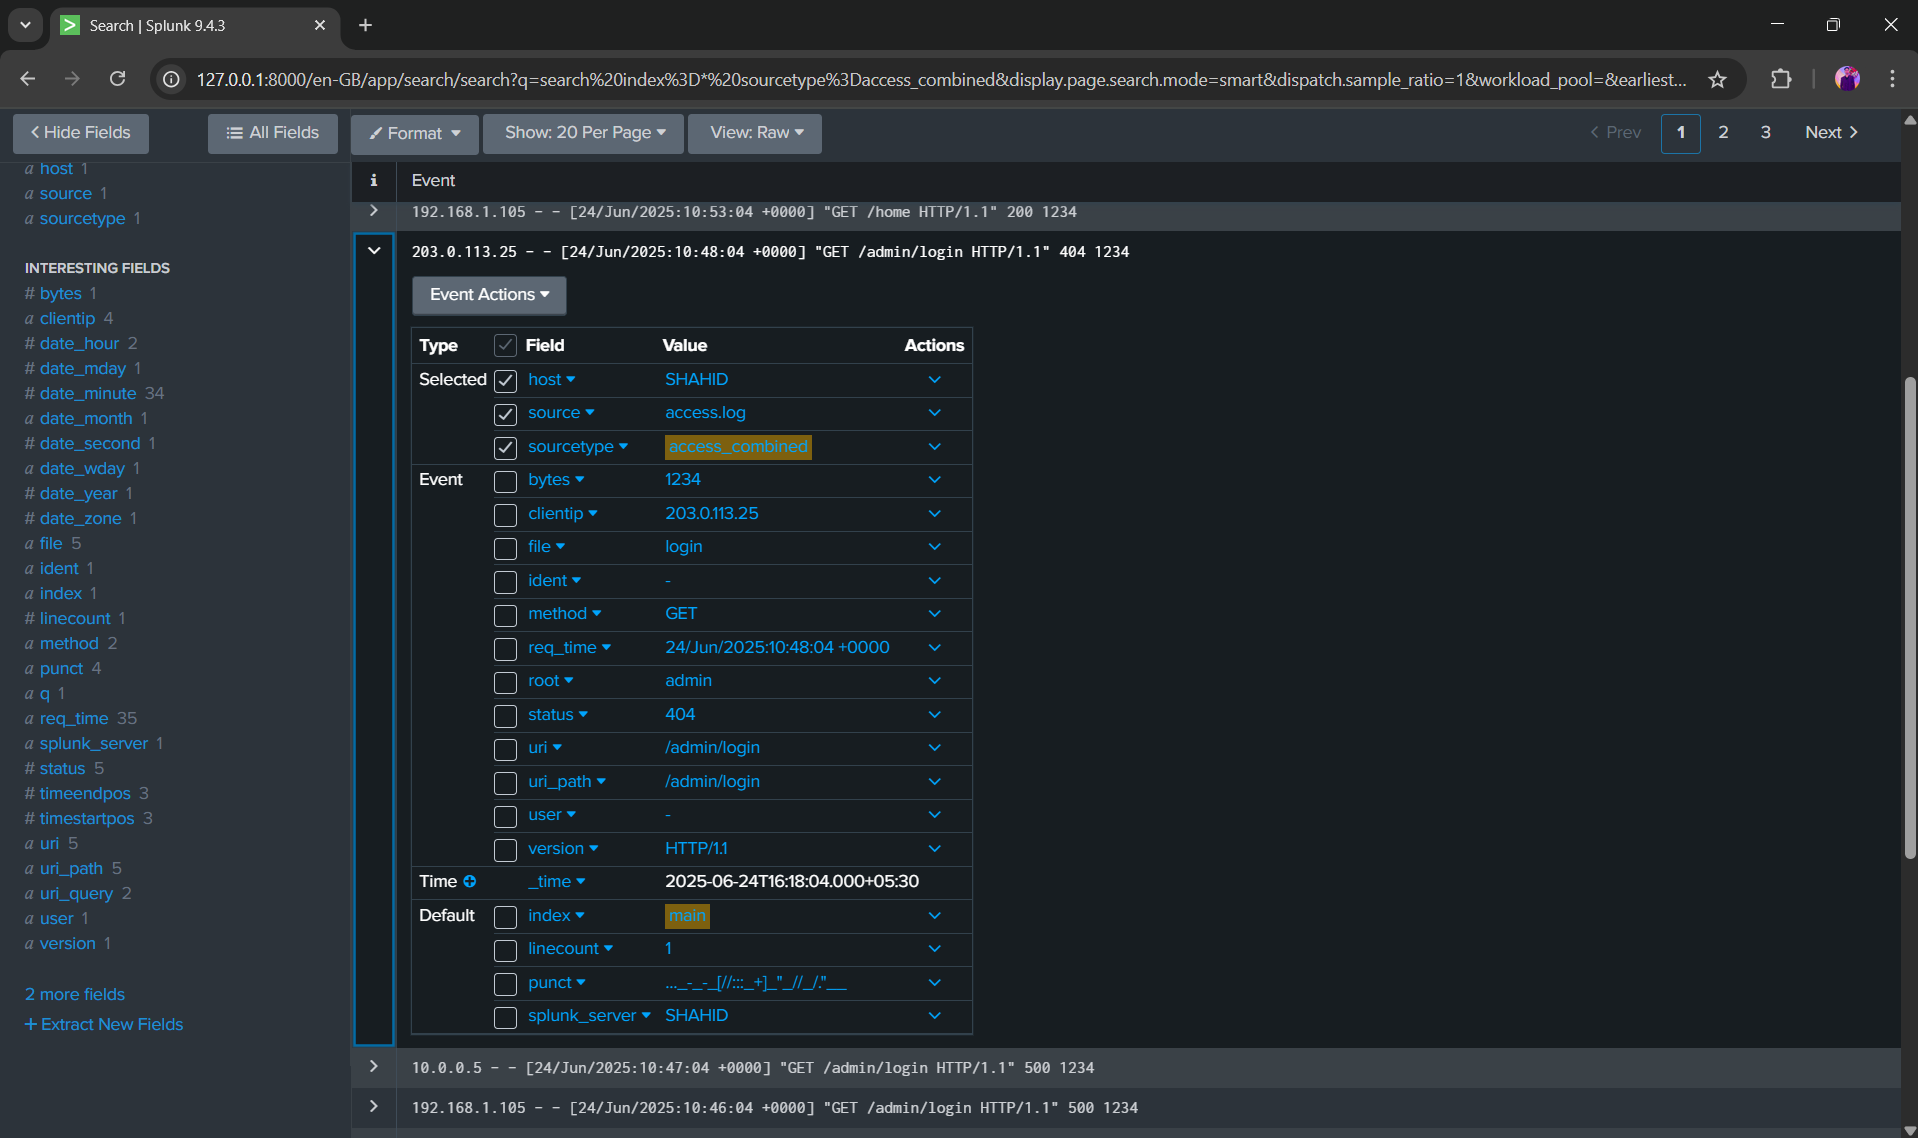 Search | Splunk 9.4.3
127.0.0.1:8000/en-GB/app/search/search?q=search%20index%3D*%20sourcetype%3Daccess_combined&display.page.search.mode=smart&dispatch.sample_ratio=1&workload_pool=&earliest...
Hide Fields
All Fields
Format
Show: 20 Per Page
View: Raw
Prev
1
2
3
Next
a host 1
a source 1
a sourcetype 1
INTERESTING FIELDS
# bytes 1
a clientip 4
# date_hour 2
# date_mday 1
# date_minute 34
a date_month 1
# date_second 1
a date_wday 1
# date_year 1
# date_zone 1
a file 5
a ident 1
a index 1
# linecount 1
a method 2
a punct 4
a q 1
a req_time 35
a splunk_server 1
# status 5
# timeendpos 3
# timestartpos 3
a uri 5
a uri_path 5
a uri_query 2
a user 1
a version 1
2 more fields
+ Extract New Fields
i Event
192.168.1.105 - - [24/Jun/2025:10:53:04 +0000] "GET /home HTTP/1.1" 200 1234
203.0.113.25 - - [24/Jun/2025:10:48:04 +0000] "GET /admin/login HTTP/1.1" 404 1234
Event Actions
Type Field Value Actions
Selected host SHAHID
source access.log
sourcetype access_combined
Event bytes 1234
clientip 203.0.113.25
file login
ident -
method GET
req_time 24/Jun/2025:10:48:04 +0000
root admin
status 404
uri /admin/login
uri_path /admin/login
user -
version HTTP/1.1
Time _time 2025-06-24T16:18:04.000+05:30
Default index main
linecount 1
punct ..._-_-_[//:::_+]_"_//_/."__
splunk_server SHAHID
10.0.0.5 - - [24/Jun/2025:10:47:04 +0000] "GET /admin/login HTTP/1.1" 500 1234
192.168.1.105 - - [24/Jun/2025:10:46:04 +0000] "GET /admin/login HTTP/1.1" 500 1234